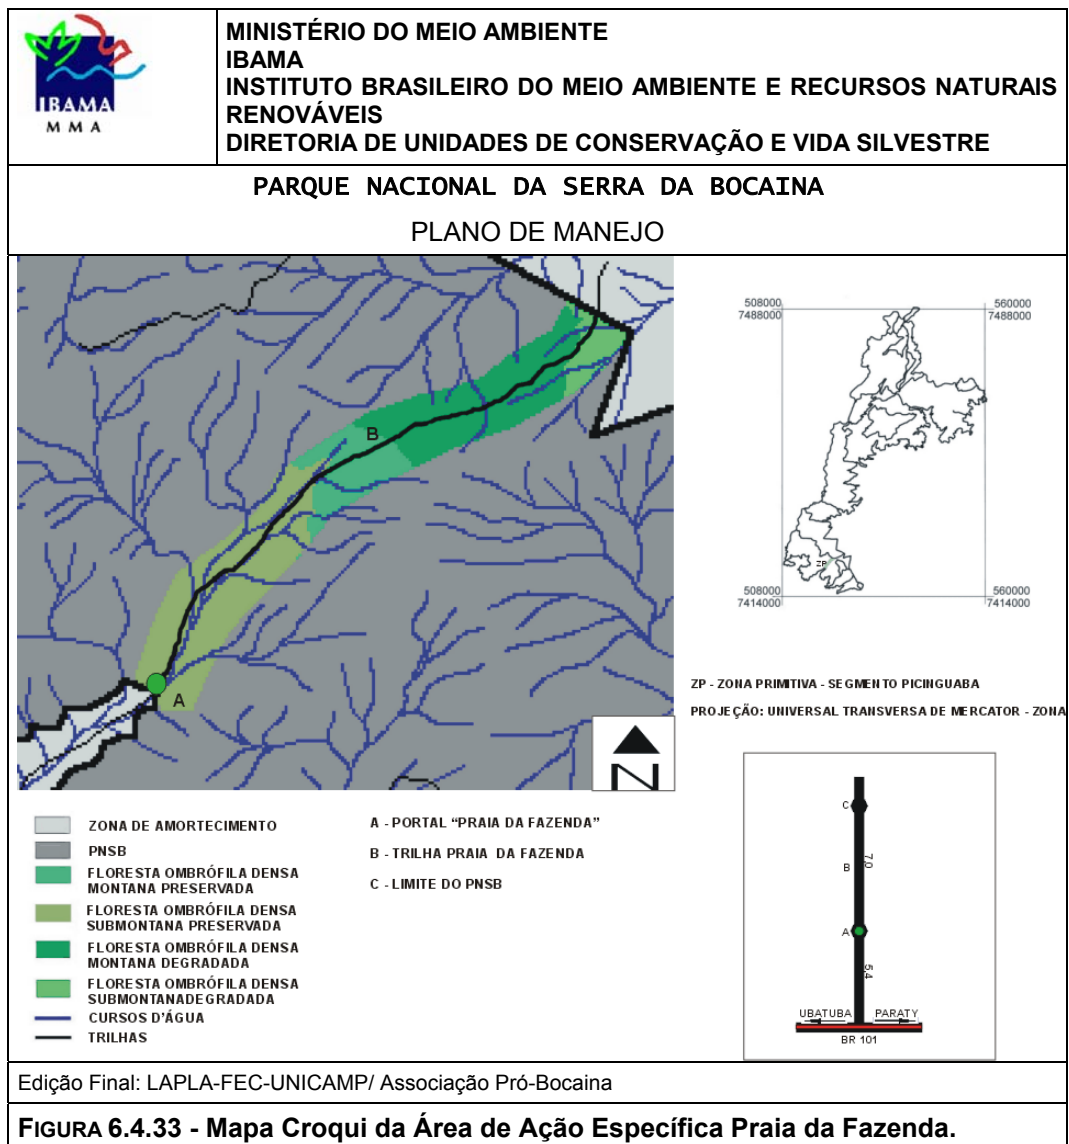 IBAMA
M M A
MINISTÉRIO DO MEIO AMBIENTE
IBAMA
INSTITUTO BRASILEIRO DO MEIO AMBIENTE E RECURSOS NATURAIS
RENOVÁVEIS
DIRETORIA DE UNIDADES DE CONSERVAÇÃO E VIDA SILVESTRE
PARQUE NACIONAL DA SERRA DA BOCAINA
PLANO DE MANEJO
B
A
N
508000
7488000
560000
7488000
ZP
508000
7414000
560000
7414000
ZP - ZONA PRIMITIVA - SEGMENTO PICINGUABA
PROJEÇÃO: UNIVERSAL TRANSVERSA DE MERCATOR - ZONA
ZONA DE AMORTECIMENTO
PNSB
FLORESTA OMBRÓFILA DENSA
MONTANA PRESERVADA
FLORESTA OMBRÓFILA DENSA
SUBMONTANA PRESERVADA
FLORESTA OMBRÓFILA DENSA
MONTANA DEGRADADA
FLORESTA OMBRÓFILA DENSA
SUBMONTANADEGRADADA
CURSOS D'ÁGUA
TRILHAS
A - PORTAL “PRAIA DA FAZENDA”
B - TRILHA PRAIA DA FAZENDA
C - LIMITE DO PNSB
C
7,0
B
A
5,4
UBATUBA PARATY
BR 101
Edição Final: LAPLA-FEC-UNICAMP/ Associação Pró-Bocaina
FIGURA 6.4.33 - Mapa Croqui da Área de Ação Específica Praia da Fazenda.